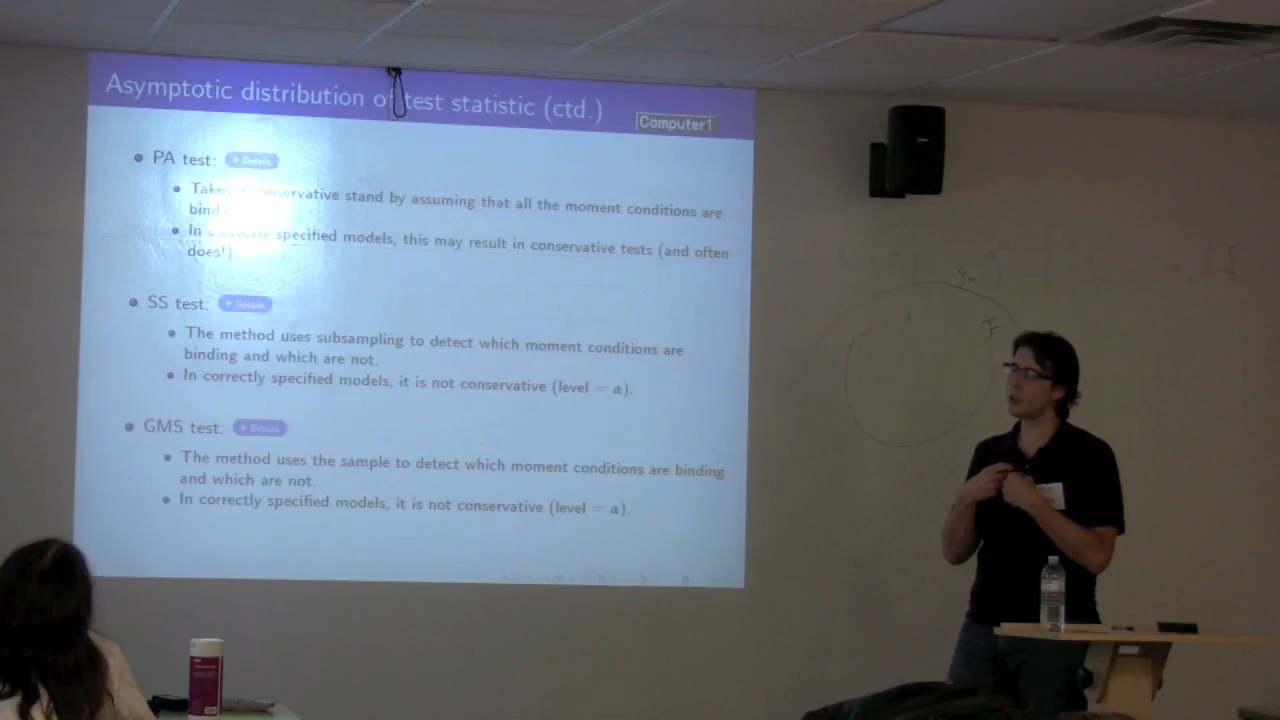 Asymptotic distribution of test statistic (ctd.)
Computer1
PA test: Details
Takes a conservative stand by assuming that all the moment conditions are
In correctly specified models, this may result in conservative tests (and often
does!)
SS test: Details
The method uses subsampling to detect which moment conditions are
binding and which are not.
In correctly specified models, it is not conservative (level = α).
GMS test: Details
The method uses the sample to detect which moment conditions are binding
and which are not.
In correctly specified models, it is not conservative (level = α).